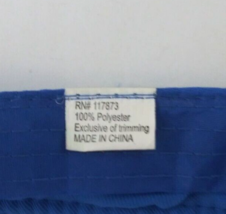 RN# 117873
100% Polyester
Exclusive of trimming
MADE IN CHINA